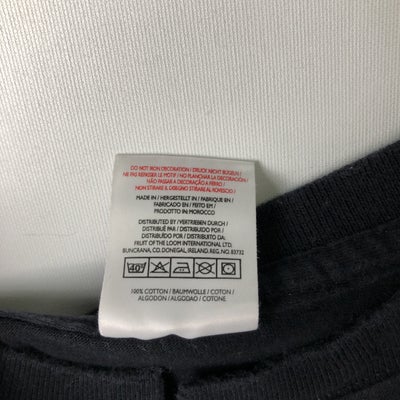 DO NOT IRON DECORATION / DRUCK NICHT BÜGELN /
NE PAS REPASSER LE MOTIF / NO PLANCHAR LA DECORACIÓN /
NÃO PASSAR A DECORAÇÃO A FERRO /
NON STIRARE IL DISEGNO STIRARE AL ROVESCIO /
MADE IN / HERGESTELLT IN / FABRIQUE EN /
FABRICADO EN / FEITO EM /
PRODOTTO IN: MOROCCO
DISTRIBUTED BY / VERTRIEBEN DURCH /
DISTRIBUÉ PAR / DISTRIBUIDO POR /
DISTRIBUÍDO POR / DISTRIBUITO DA:
FRUIT OF THE LOOM INTERNATIONAL LTD.
BUNCRANA, CO. DONEGAL, IRELAND. REG. NO. 83732
40°
100% COTTON / BAUMWOLLE / COTON /
ALGODON / ALGODAO / COTONE /